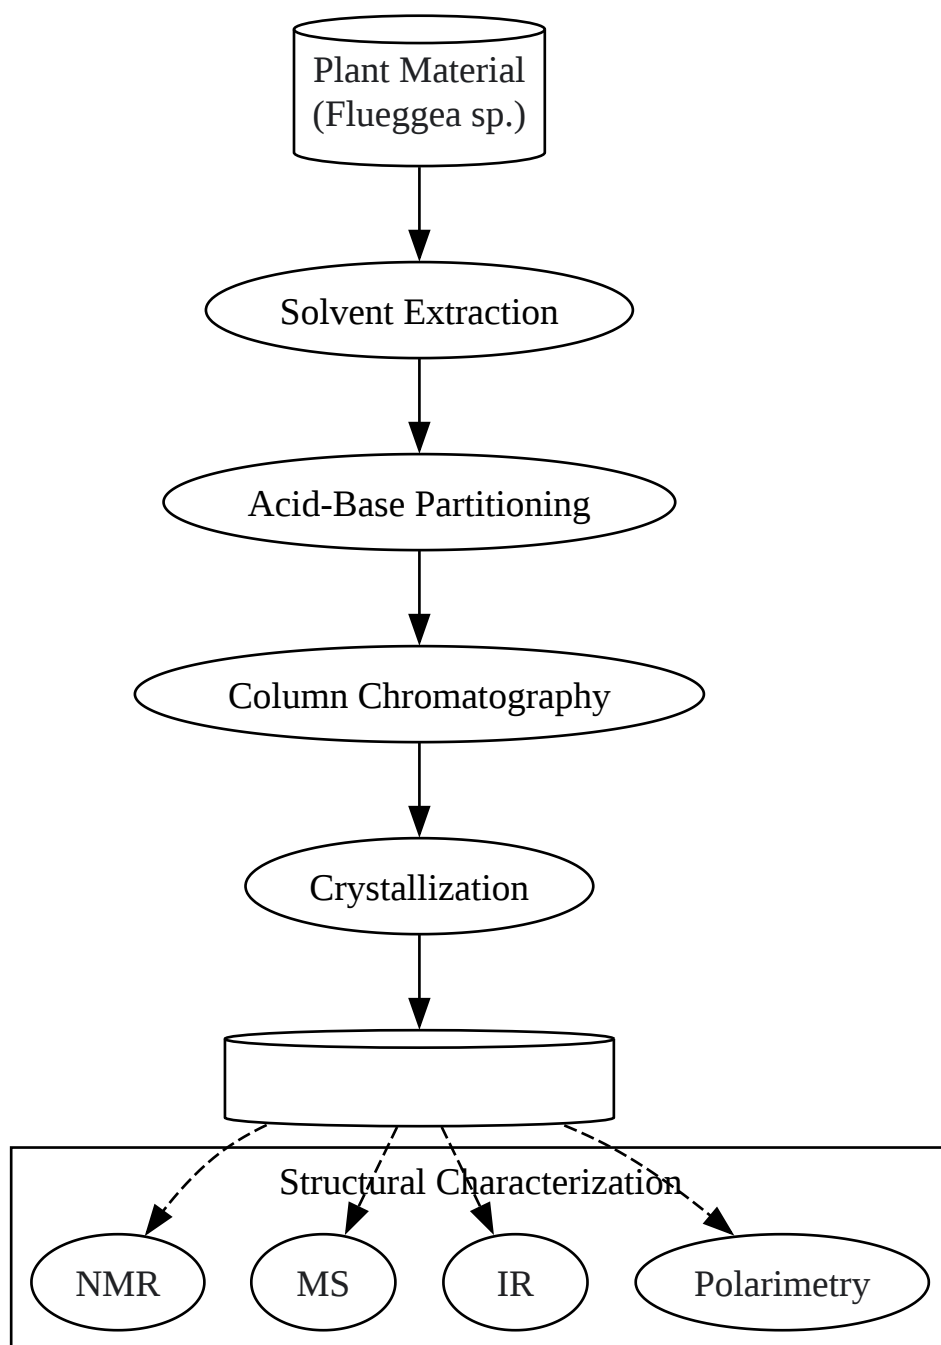 Plant Material
(Flueggea sp.)
Solvent Extraction
Acid-Base Partitioning
Column Chromatography
Crystallization
Structural Characterization
NMR
MS
IR
Polarimetry